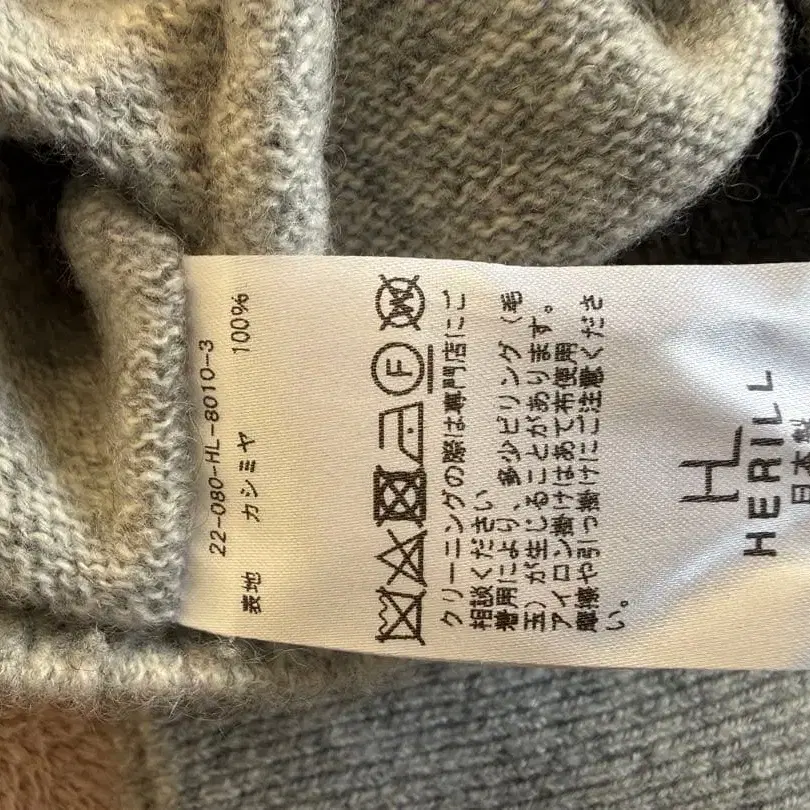 22-080-HL-8010-3
表地 カシミヤ 100%
F W
クリーニングの際は専門店にご
相談ください
着用により、多少ピリング（毛
玉）が生じることがあります。
アイロン掛けはあて布使用
摩擦や引っ掛けにご注意くださ
い。
HL
HERILL
日本製